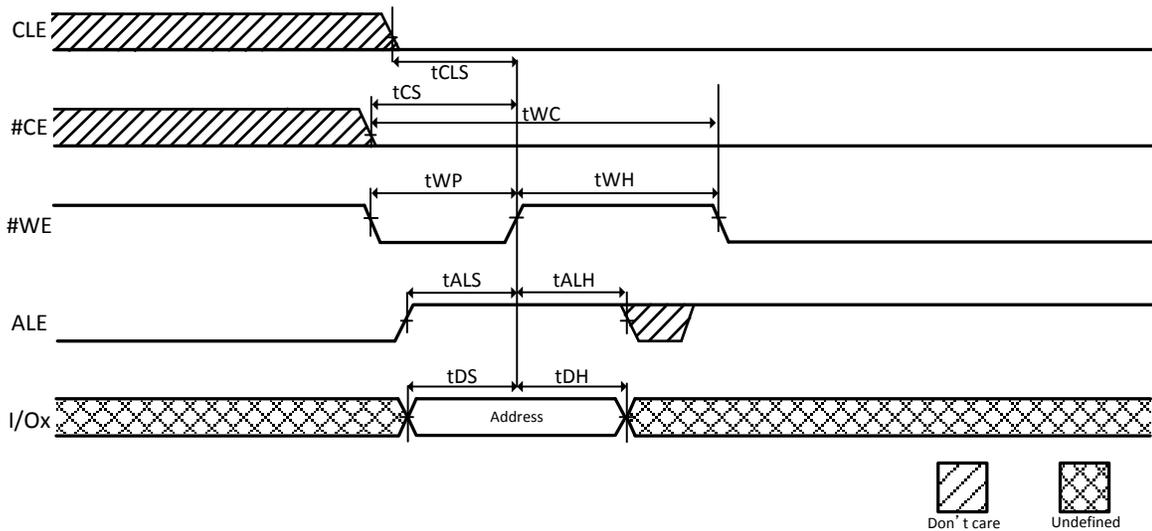 CLE
tCLS
tCS
#CE
tWC
tWP
tWH
#WE
tALS
tALH
ALE
tDS
tDH
I/Ox
Address
Don’t care
Undefined